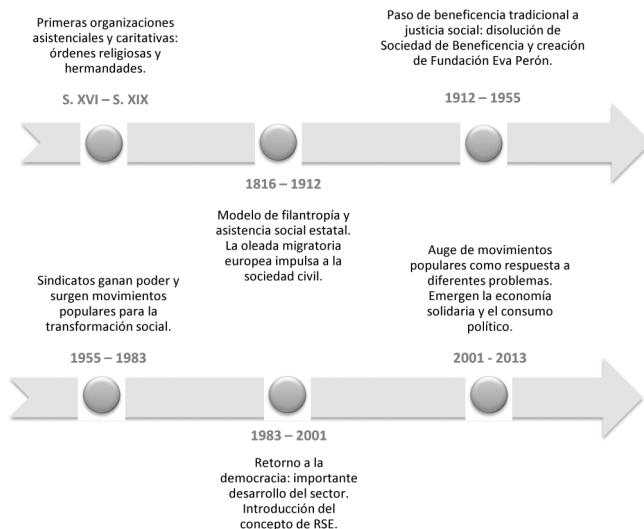 Primeras organizaciones
asistenciales y caritativas:
órdenes religiosas y
hermandades.
S. XVI – S. XIX
1816 – 1912
Modelo de filantropía y
asistencia social estatal.
La oleada migratoria
europea impulsa a la
sociedad civil.
Paso de beneficencia tradicional a
justicia social: disolución de
Sociedad de Beneficencia y creación
de Fundación Eva Perón.
1912 – 1955
Sindicatos ganan poder y
surgen movimientos
populares para la
transformación social.
1955 – 1983
1983 – 2001
Retorno a la
democracia: importante
desarrollo del sector.
Introducción del
concepto de RSE.
Auge de movimientos
populares como respuesta a
diferentes problemas.
Emergen la economía
solidaria y el consumo
político.
2001 - 2013